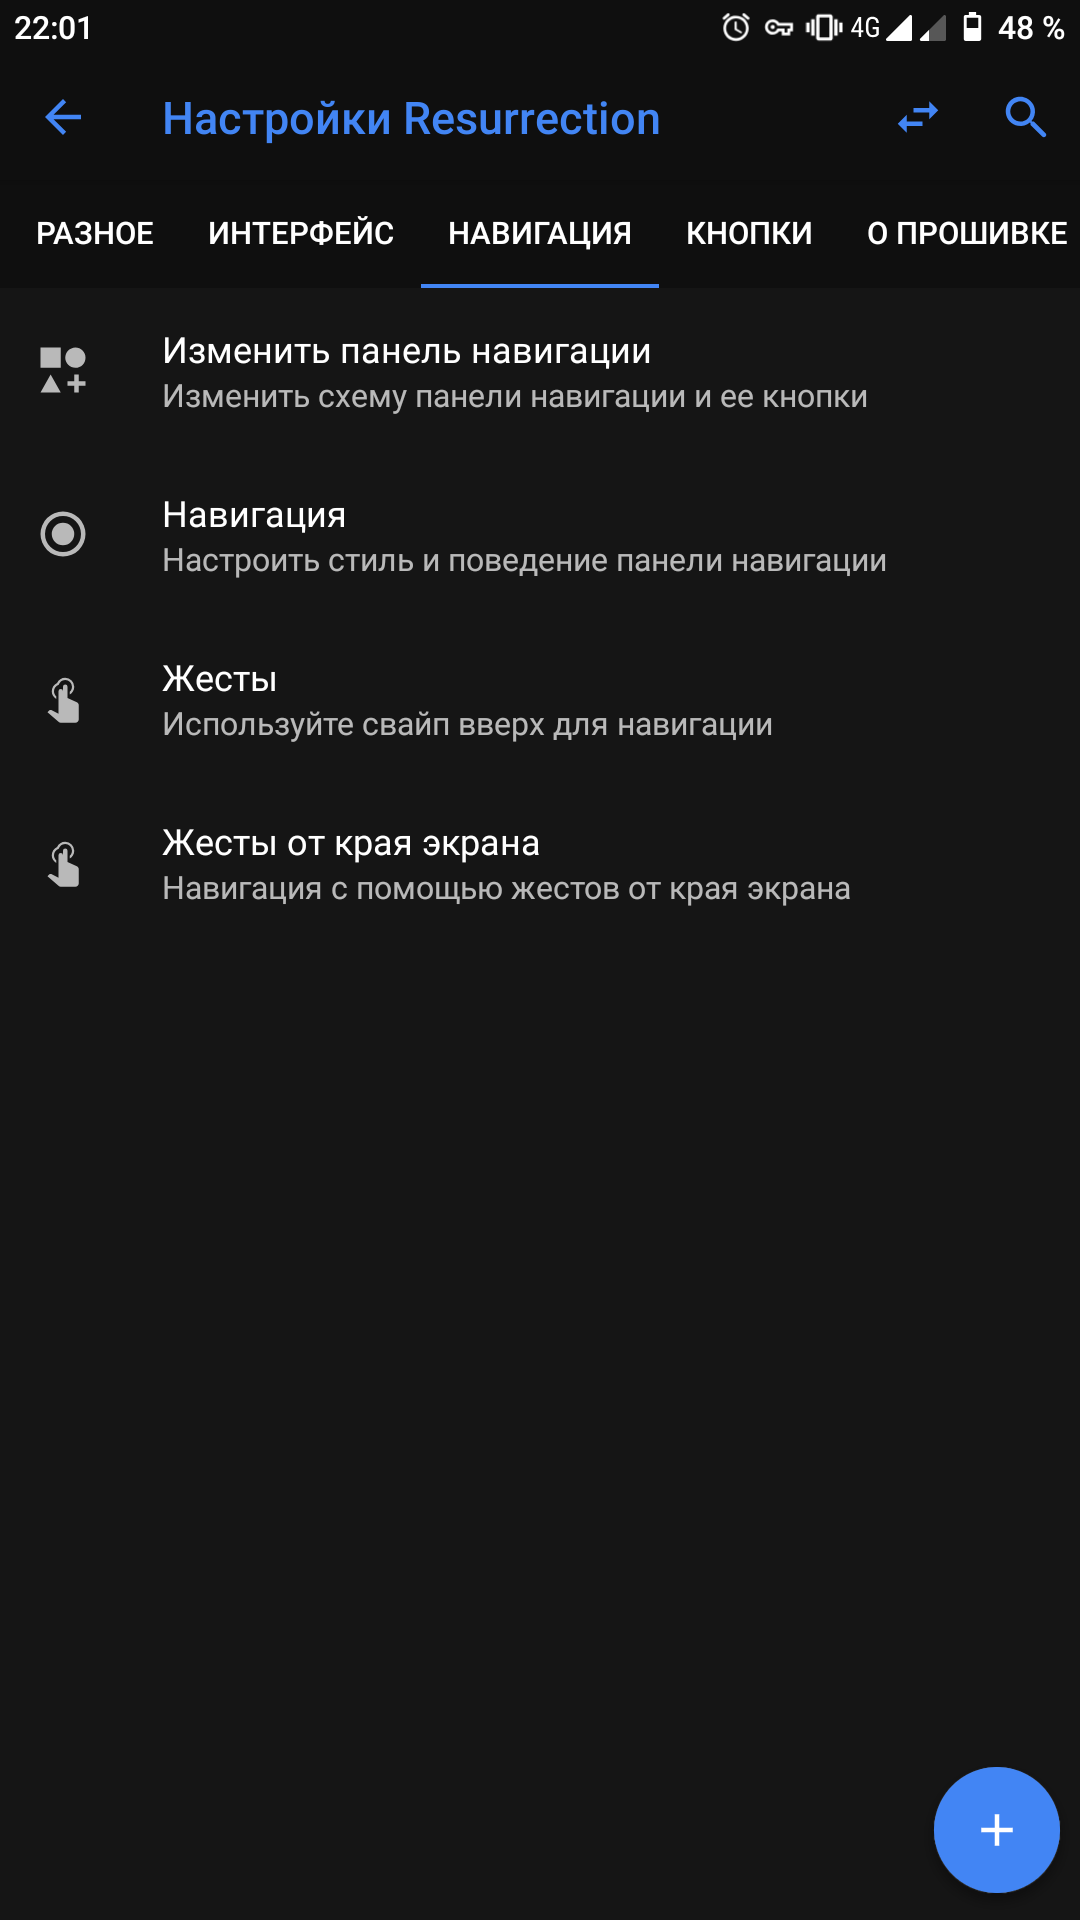 22:01 4G 48 %
Настройки Resurrection
РАЗНОЕ ИНТЕРФЕЙС НАВИГАЦИЯ КНОПКИ О ПРОШИВКЕ
Изменить панель навигации
Изменить схему панели навигации и ее кнопки
Навигация
Настроить стиль и поведение панели навигации
Жесты
Используйте свайп вверх для навигации
Жесты от края экрана
Навигация с помощью жестов от края экрана